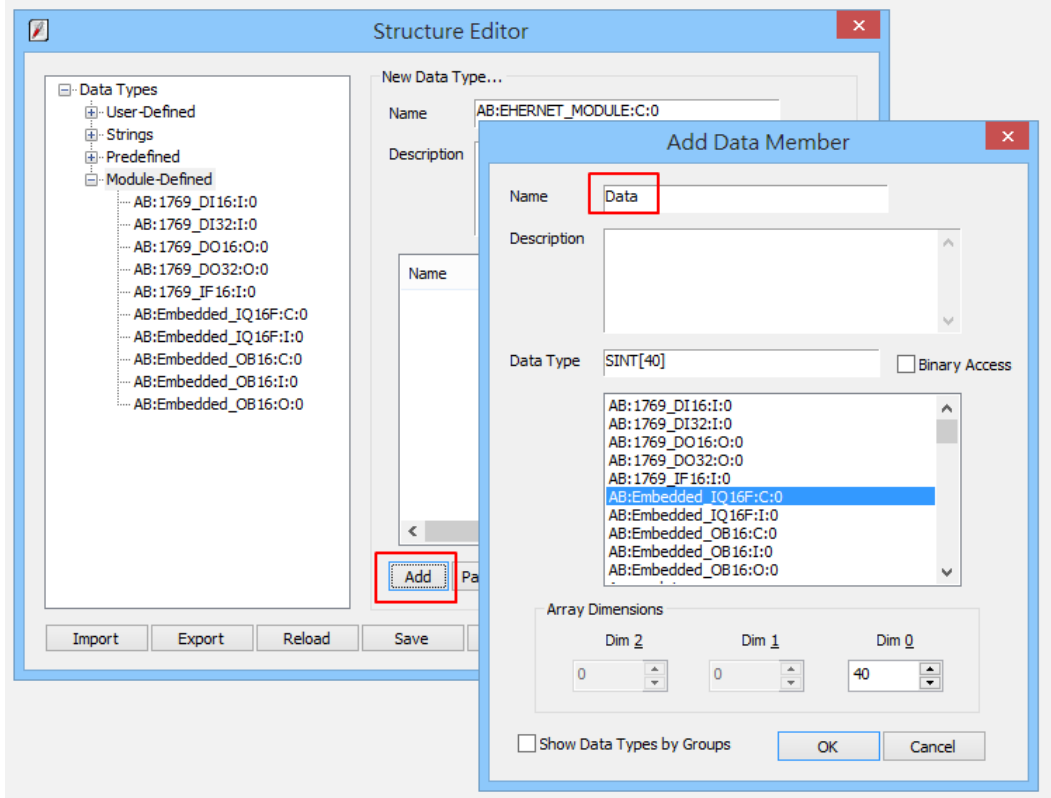 Structure Editor
Data Types
User-Defined
Strings
Predefined
Module-Defined
AB:1769_DI16:I:0
AB:1769_DI32:I:0
AB:1769_DO16:O:0
AB:1769_DO32:O:0
AB:1769_IF16:I:0
AB:Embedded_IQ16F:C:0
AB:Embedded_IQ16F:I:0
AB:Embedded_OB16:C:0
AB:Embedded_OB16:I:0
AB:Embedded_OB16:O:0
New Data Type...
Name AB:EHERNET_MODULE:C:0
Description
Name
Add Pa
Import Export Reload Save
Add Data Member
Name Data
Description
Data Type SINT[40] Binary Access
AB:1769_DI16:I:0
AB:1769_DI32:I:0
AB:1769_DO16:O:0
AB:1769_DO32:O:0
AB:1769_IF16:I:0
AB:Embedded_IQ16F:C:0
AB:Embedded_IQ16F:I:0
AB:Embedded_OB16:C:0
AB:Embedded_OB16:I:0
AB:Embedded_OB16:O:0
Array Dimensions
Dim 2 Dim 1 Dim 0
0 0 40
Show Data Types by Groups OK Cancel